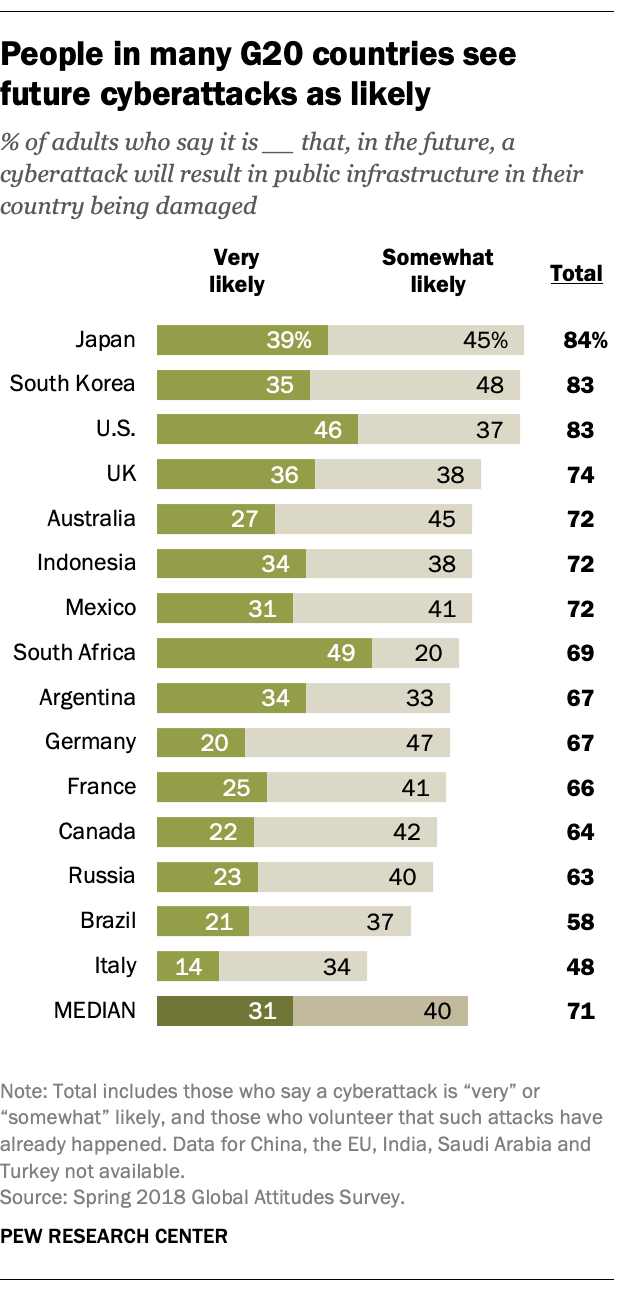 People in many G20 countries see
future cyberattacks as likely
% of adults who say it is __ that, in the future, a
cyberattack will result in public infrastructure in their
country being damaged
Very likely Somewhat likely Total
Japan 39% 45% 84%
South Korea 35 48 83
U.S. 46 37 83
UK 36 38 74
Australia 27 45 72
Indonesia 34 38 72
Mexico 31 41 72
South Africa 49 20 69
Argentina 34 33 67
Germany 20 47 67
France 25 41 66
Canada 22 42 64
Russia 23 40 63
Brazil 21 37 58
Italy 14 34 48
MEDIAN 31 40 71
Note: Total includes those who say a cyberattack is “very” or
“somewhat” likely, and those who volunteer that such attacks have
already happened. Data for China, the EU, India, Saudi Arabia and
Turkey not available.
Source: Spring 2018 Global Attitudes Survey.
PEW RESEARCH CENTER